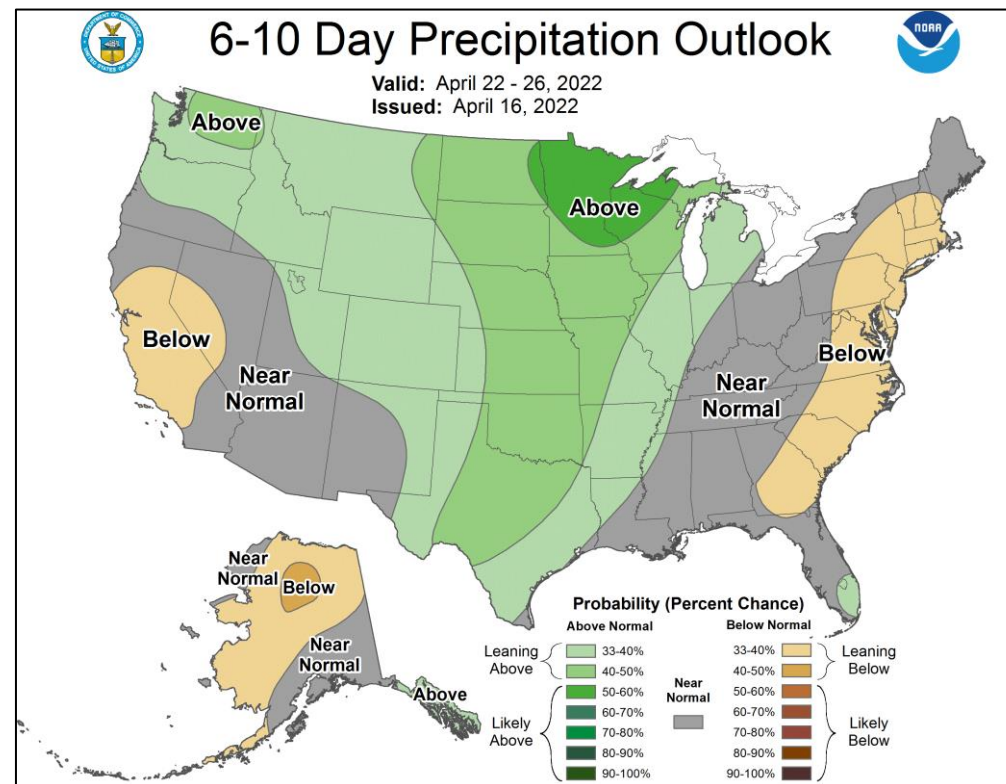 6-10 Day Precipitation Outlook
Valid: April 22 - 26, 2022
Issued: April 16, 2022
NOAA
Above
Above
Below
Near
Normal
Near
Normal
Below
Near
Normal
Below
Near
Normal
Above
Probability (Percent Chance)
Above Normal
Below Normal
Leaning
Above
33-40%
40-50%
Likely
Above
50-60%
60-70%
70-80%
80-90%
90-100%
Near
Normal
33-40%
40-50%
Leaning
Below
50-60%
60-70%
70-80%
80-90%
90-100%
Likely
Below